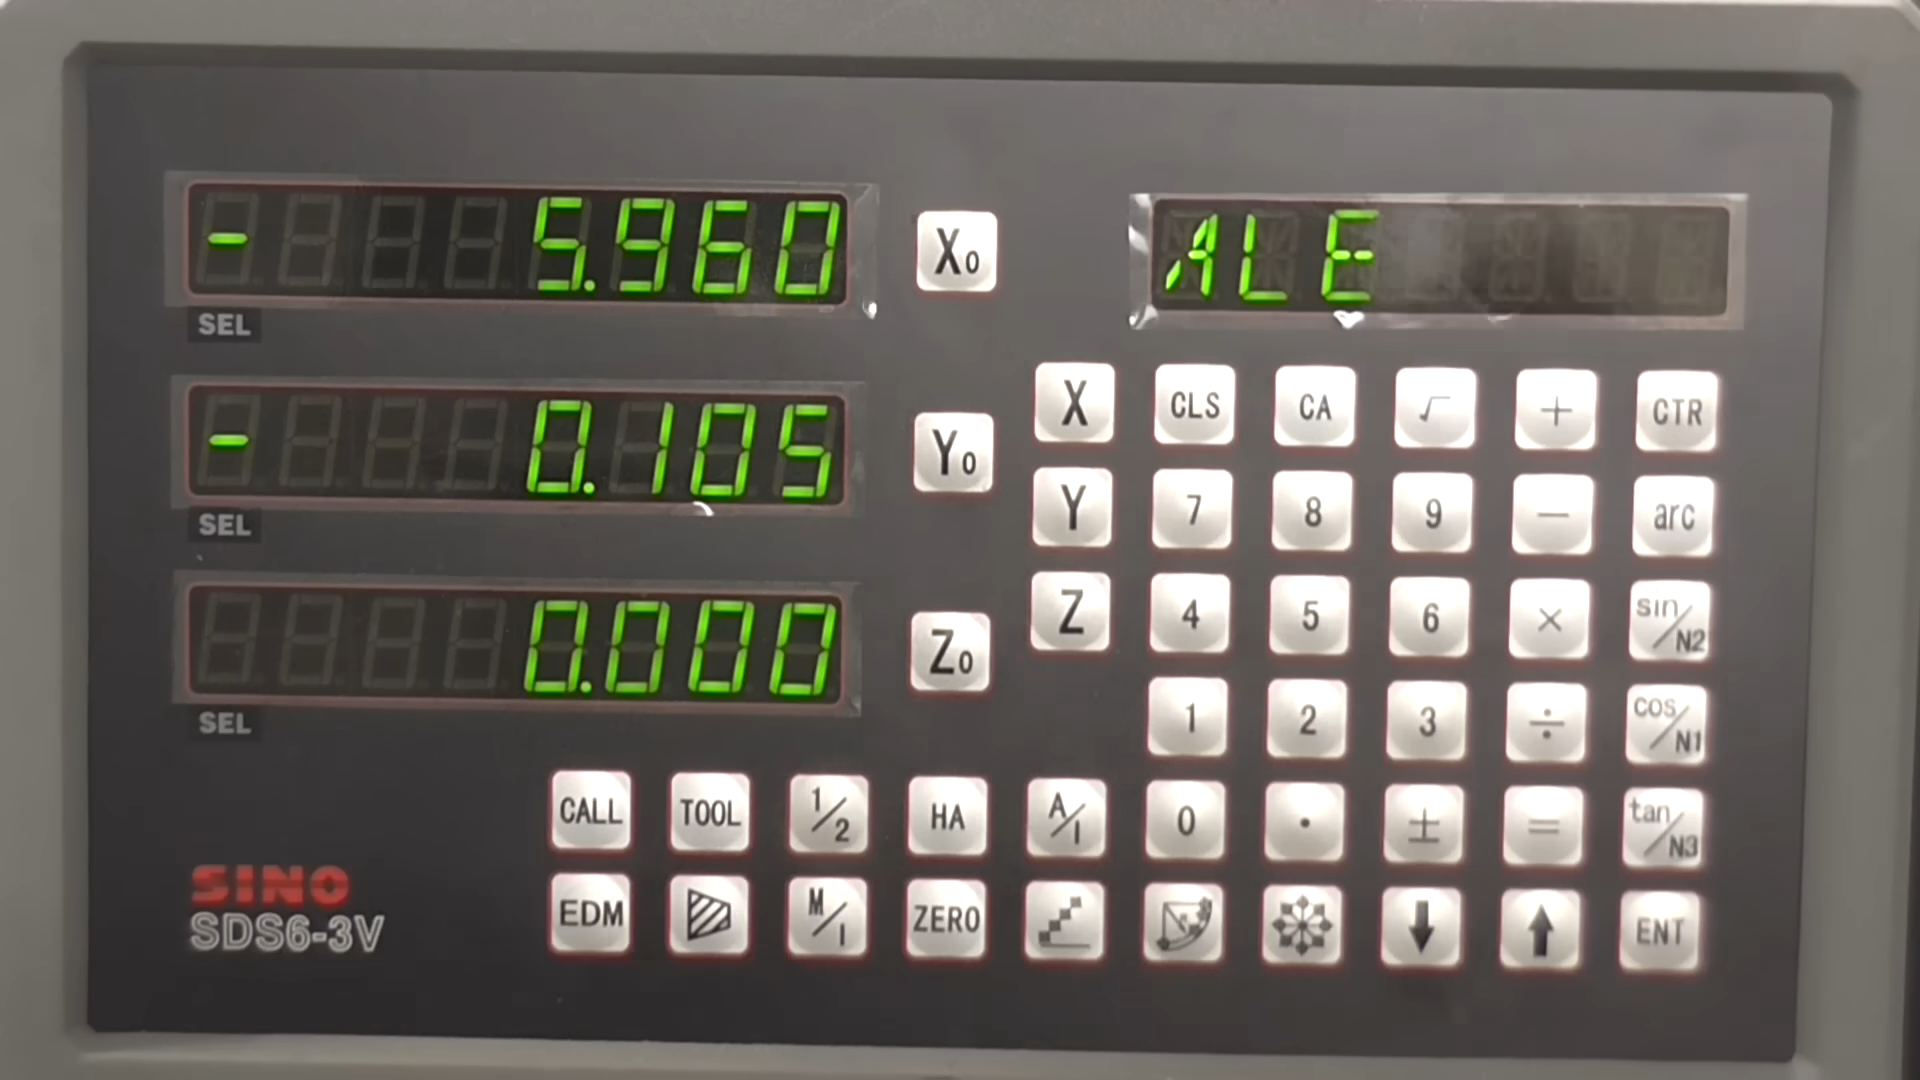 - 5.960
X0
ALE
SEL
- 0.105
Y0
SEL
0.000
Z0
SEL
X CLS CA √ + CTR
Y 7 8 9 — arc
Z 4 5 6 × sin/N2
1 2 3 ÷ cos/N1
CALL TOOL 1/2 HA A/I 0 . ± = tan/N3
EDM M/I ZERO ⬇ ⬆ ENT
SINO
SDS6-3V